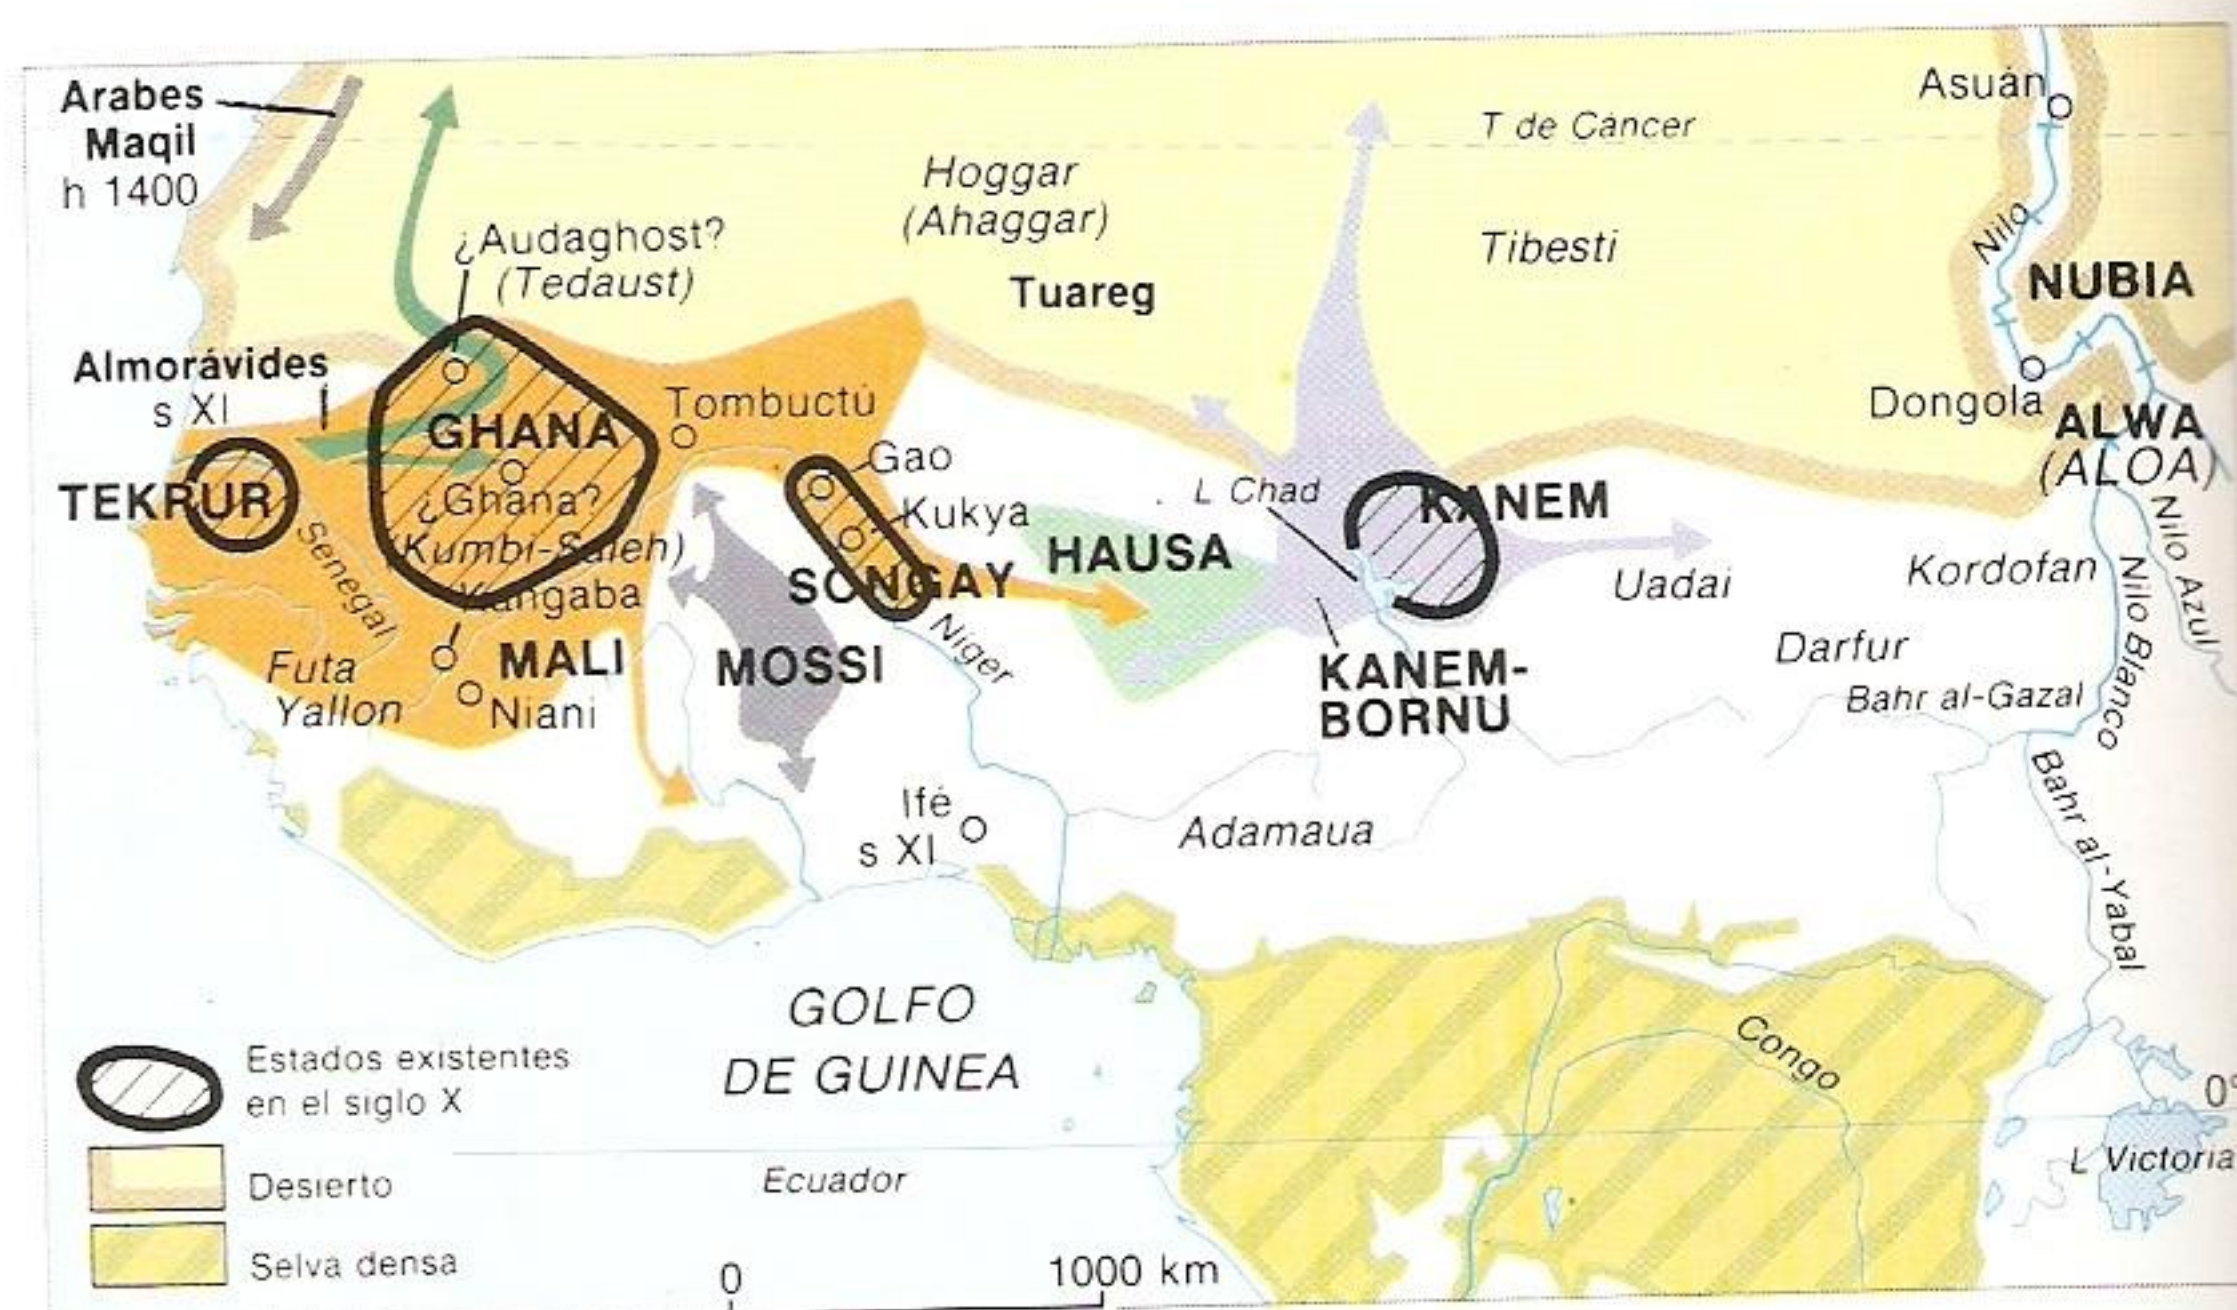 Arabes
Maqil
h 1400
Asuán
T de Cáncer
Hoggar
(Ahaggar)
¿Audaghost?
(Tedaust)
Tibesti
Nilo
NUBIA
Tuareg
Almorávides
s XI
Tombuctú
Dongola
ALWA
(ALOA)
GHANA
Gao
TEKRUR
¿Ghana?
(Kumbi-Saleh)
Kukya
L Chad
KANEM
HAUSA
Senegal
Kangaba
SONGAY
Uadai
Kordofan
Nilo Azul
Nilo Blanco
Niger
Futa
Yallon
MALI
Niani
MOSSI
KANEM-
BORNU
Darfur
Bahr al-Gazal
Bahr al-Yabal
Ifé
s XI
Adamaua
GOLFO
DE GUINEA
Congo
Estados existentes
en el siglo X
Desierto
Selva densa
Ecuador
0°
L Victoria
0
1000 km